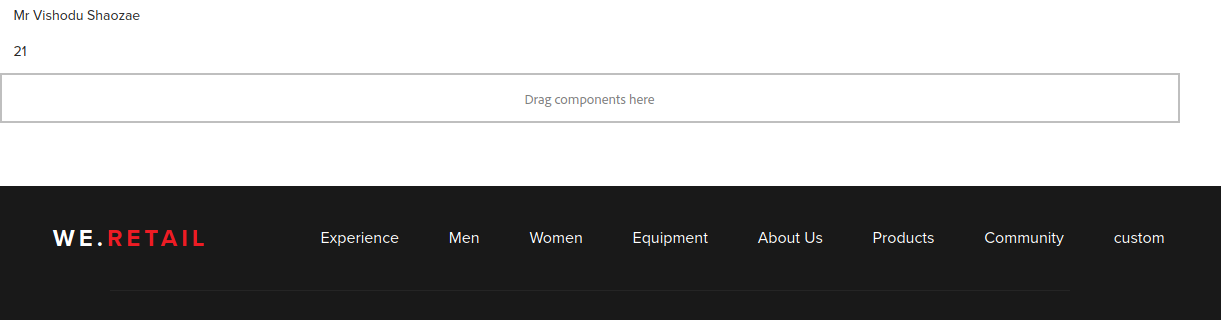 Mr Vishodu Shaozae
21
Drag components here
WE.RETAIL Experience Men Women Equipment About Us Products Community custom